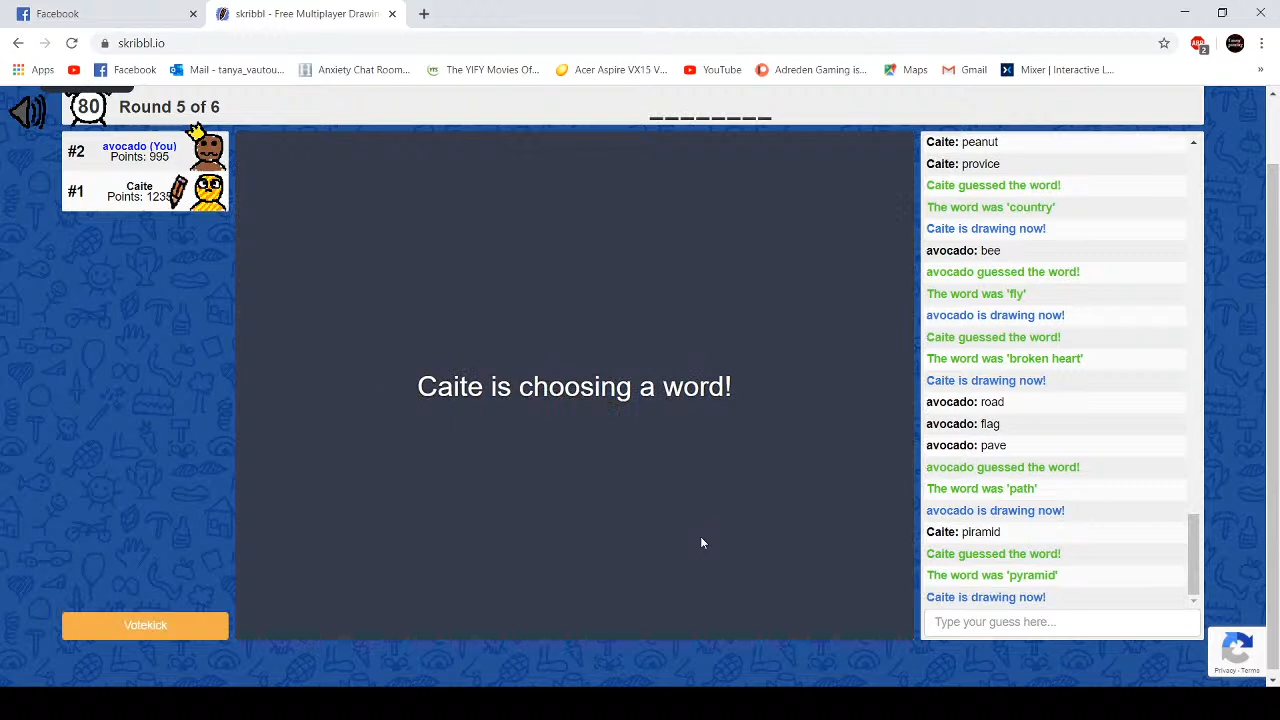 Facebook
skribbl - Free Multiplayer Drawin
skribbl.io
Apps
Facebook
Mail - tanya_vautou...
Anxiety Chat Room...
The YIFY Movies Of...
Acer Aspire VX15 V...
YouTube
Adreden Gaming is...
Maps
Gmail
Mixer | Interactive L...
»
ABP
2
80
Round 5 of 6
________
#2
avocado (You)
Points: 995
#1
Caite
Points: 1235
Votekick
Caite is choosing a word!
Caite: peanut
Caite: provice
Caite guessed the word!
The word was 'country'
Caite is drawing now!
avocado: bee
avocado guessed the word!
The word was 'fly'
avocado is drawing now!
Caite guessed the word!
The word was 'broken heart'
Caite is drawing now!
avocado: road
avocado: flag
avocado: pave
avocado guessed the word!
The word was 'path'
avocado is drawing now!
Caite: piramid
Caite guessed the word!
The word was 'pyramid'
Caite is drawing now!
Type your guess here...
Privacy - Terms